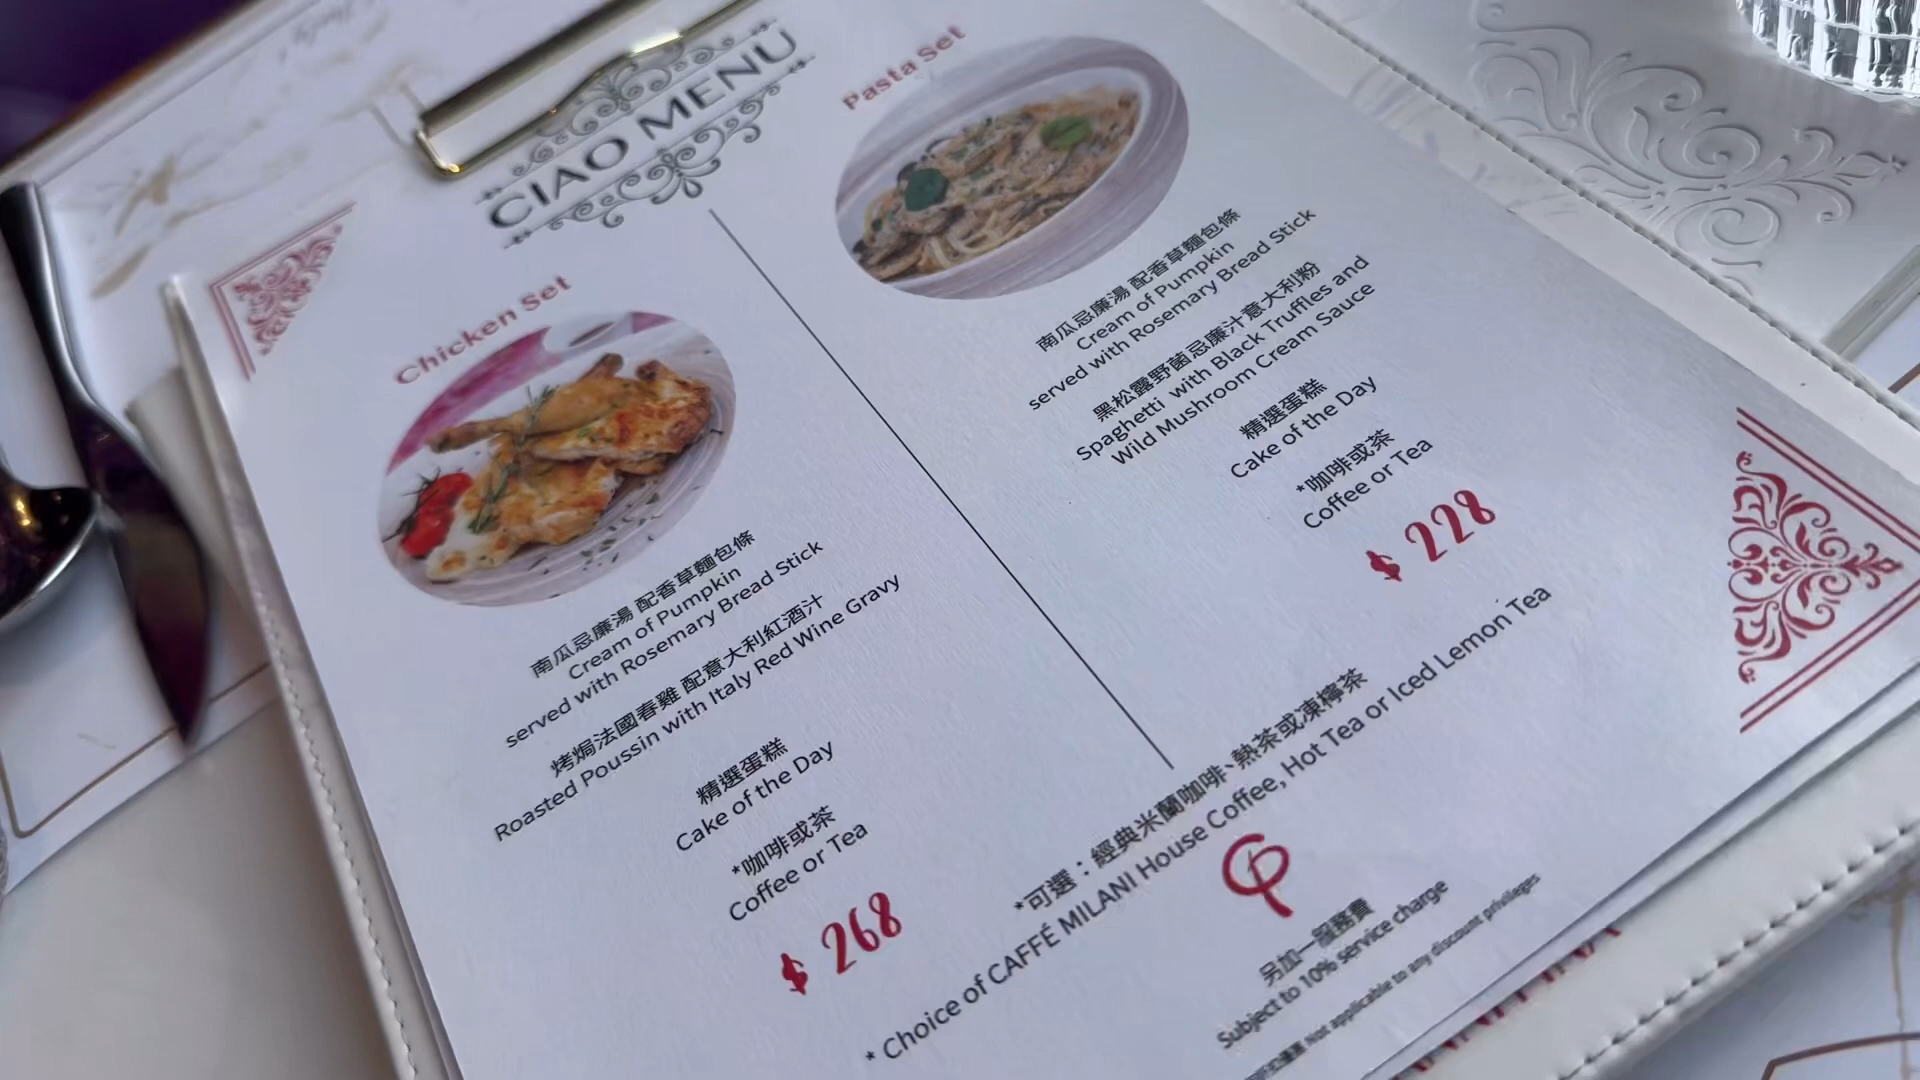 CIAO MENU
Chicken Set
南瓜忌廉湯 配香草麵包條
Cream of Pumpkin
served with Rosemary Bread Stick
烤焗法國春雞 配意大利紅酒汁
Roasted Poussin with Italy Red Wine Gravy
精選蛋糕
Cake of the Day
*咖啡或茶
Coffee or Tea
$ 268
Pasta Set
南瓜忌廉湯 配香草麵包條
Cream of Pumpkin
served with Rosemary Bread Stick
黑松露野菌忌廉汁意大利粉
Spaghetti with Black Truffles and
Wild Mushroom Cream Sauce
精選蛋糕
Cake of the Day
*咖啡或茶
Coffee or Tea
$ 228
*可選：經典米蘭咖啡、熱茶或凍檸茶
* Choice of CAFFÉ MILANI House Coffee, Hot Tea or Iced Lemon Tea
另加一服務費
Subject to 10% service charge
Not applicable to any discount privileges